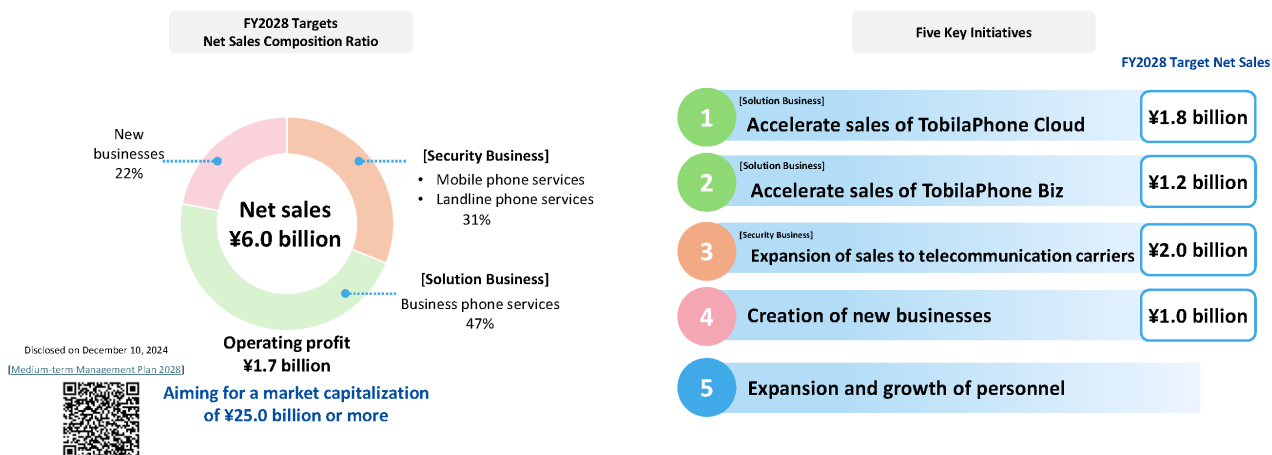 FY2028 Targets
Net Sales Composition Ratio
New
businesses
22%
[Security Business]
• Mobile phone services
• Landline phone services
31%
Net sales
¥6.0 billion
[Solution Business]
Business phone services
47%
Operating profit
¥1.7 billion
Disclosed on December 10, 2024
[Medium-term Management Plan 2028]
Aiming for a market capitalization
of ¥25.0 billion or more
Five Key Initiatives
FY2028 Target Net Sales
[Solution Business]
1 Accelerate sales of TobilaPhone Cloud ¥1.8 billion
[Solution Business]
2 Accelerate sales of TobilaPhone Biz ¥1.2 billion
[Security Business]
3 Expansion of sales to telecommunication carriers ¥2.0 billion
4 Creation of new businesses ¥1.0 billion
5 Expansion and growth of personnel